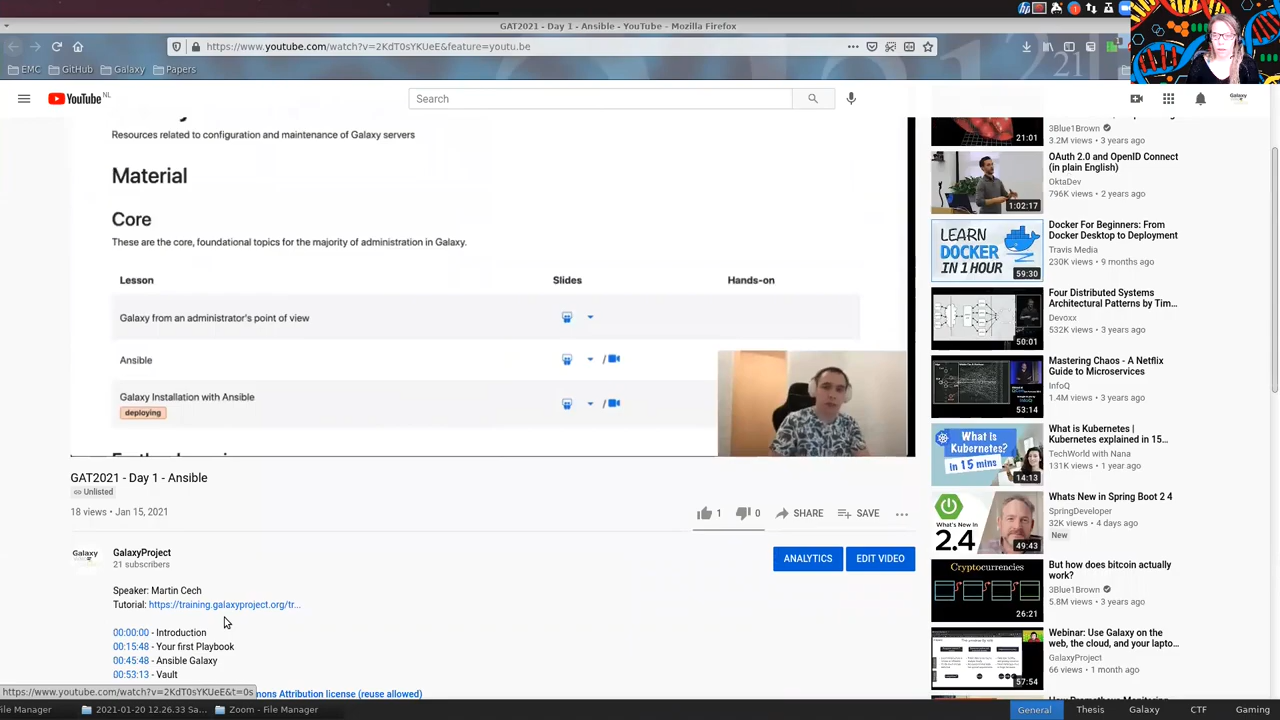 GAT2021 - Day 1 - Ansible - YouTube — Mozilla Firefox
https://www.youtube.com/watch?v=2KdT0sYKUeE&feature=youtu.be
EMC
GitHub
Galaxy
Papers
YouTube NL
Search
Galaxy
Resources related to configuration and maintenance of Galaxy servers
Material
Core
These are the core, foundational topics for the majority of administration in Galaxy.
Lesson Slides Hands-on
Galaxy from an administrator's point of view
Ansible
Galaxy Installation with Ansible
deploying
GAT2021 - Day 1 - Ansible
Unlisted
18 views • Jan 15, 2021
1 0 SHARE SAVE
Galaxy
GalaxyProject
21 subscribers
ANALYTICS EDIT VIDEO
Speaker: Martin Cech
Tutorial: https://training.galaxyproject.org/tr...
00:00:00 - Introduction
00:15:48 - Your first Playbook
00:45:48 - Ansible Galaxy
00:53:13 - Vault
mons Attribution license (reuse allowed)
https://www.youtube.com/watch?v=2KdT0sYKUeE&t=0s
21:01
3Blue1Brown
3.2M views • 3 years ago
1:02:17
OAuth 2.0 and OpenID Connect
(in plain English)
OktaDev
796K views • 2 years ago
LEARN
DOCKER
IN 1 HOUR
59:30
Docker For Beginners: From
Docker Desktop to Deployment
Travis Media
230K views • 9 months ago
50:01
Four Distributed Systems
Architectural Patterns by Tim...
Devoxx
532K views • 3 years ago
53:14
Mastering Chaos - A Netflix
Guide to Microservices
InfoQ
1.4M views • 3 years ago
What is
Kubernetes?
in 15 mins
14:13
What is Kubernetes |
Kubernetes explained in 15...
TechWorld with Nana
131K views • 1 year ago
What's New in
2.4
49:43
Whats New in Spring Boot 2 4
SpringDeveloper
32K views • 4 days ago
New
Cryptocurrencies
26:21
But how does bitcoin actually
work?
3Blue1Brown
5.8M views • 3 years ago
57:54
Webinar: Use Galaxy on the
web, the cloud, and your lapto...
GalaxyProject
66 views • 1 month ago
File Manager
2021-01-20 12.26.33 Sa...
Zoom - File Manager
General Thesis Galaxy CTF Gaming